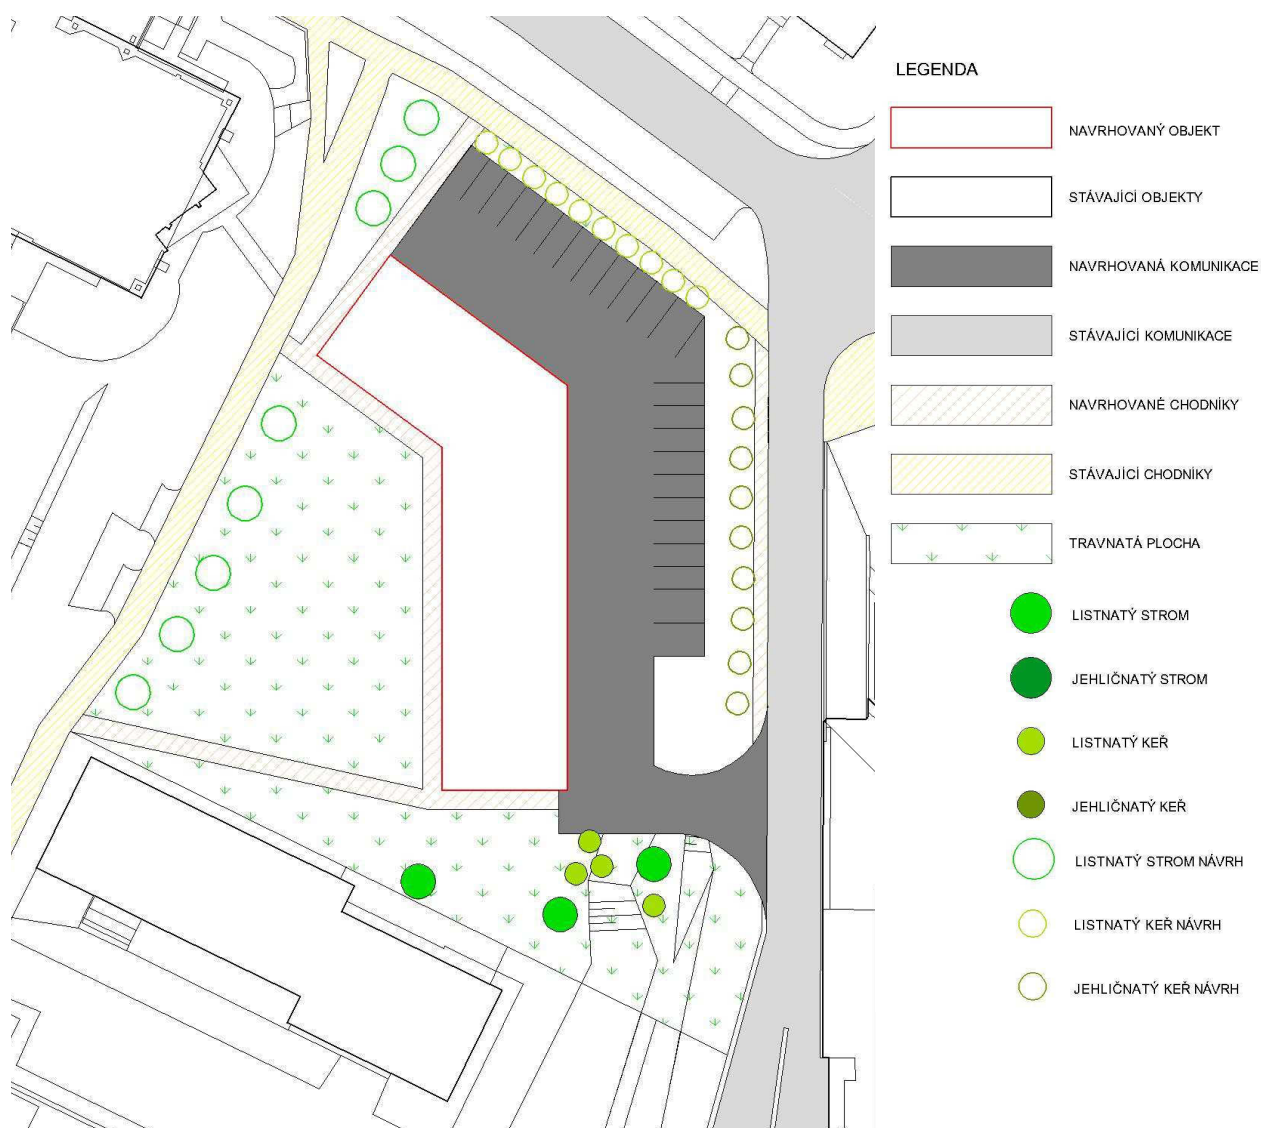 LEGENDA
NAVRHOVANÝ OBJEKT
STÁVAJÍCÍ OBJEKTY
NAVRHOVANÁ KOMUNIKACE
STÁVAJÍCÍ KOMUNIKACE
NAVRHOVANÉ CHODNÍKY
STÁVAJÍCÍ CHODNÍKY
TRAVNATÁ PLOCHA
LISTNATÝ STROM
JEHLIČNATÝ STROM
LISTNATÝ KEŘ
JEHLIČNATÝ KEŘ
LISTNATÝ STROM NÁVRH
LISTNATÝ KEŘ NÁVRH
JEHLIČNATÝ KEŘ NÁVRH